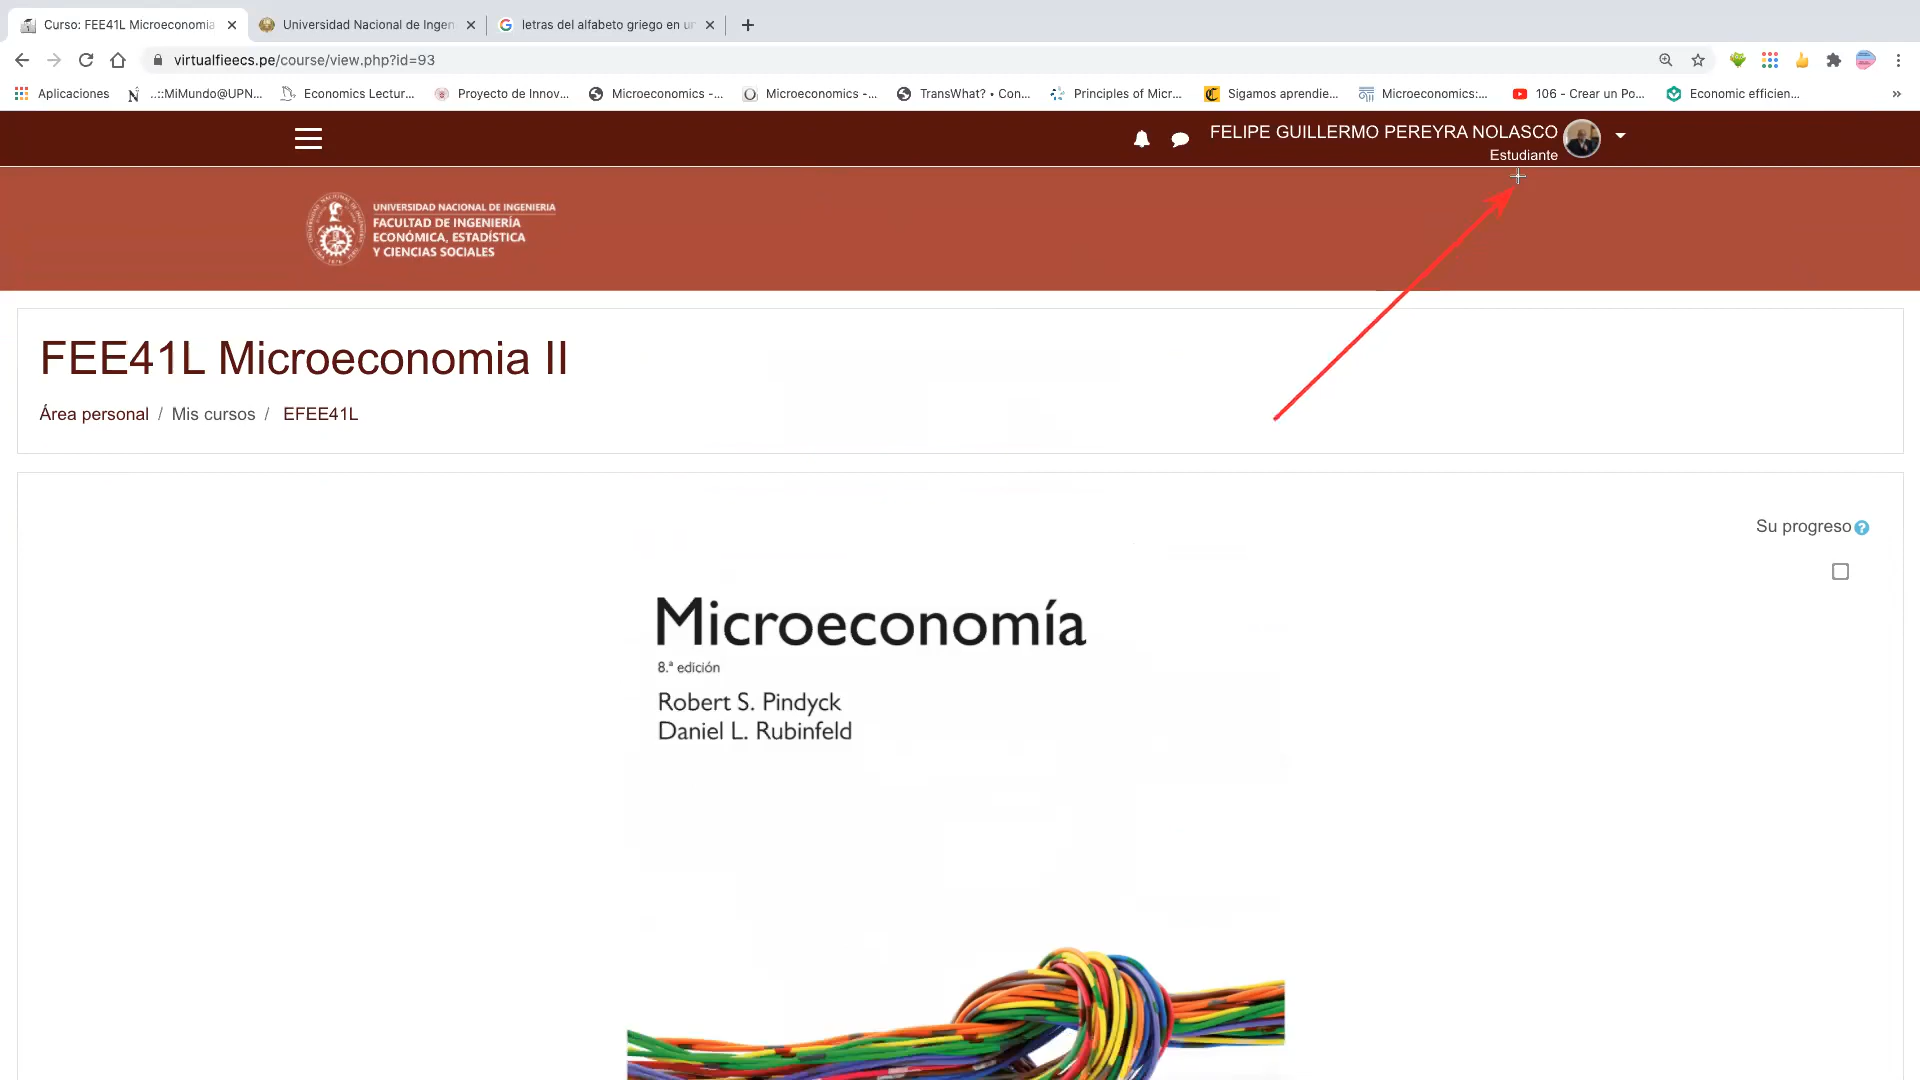 Curso: FEE41L Microeconomia
Universidad Nacional de Ingen
letras del alfabeto griego en un
virtualfieecs.pe/course/view.php?id=93
Aplicaciones
..::MiMundo@UPN...
Economics Lectur...
Proyecto de Innov...
Microeconomics -...
Microeconomics -...
TransWhat? • Con...
Principles of Micr...
Sigamos aprendie...
Microeconomics:...
106 - Crear un Po...
Economic efficien...
»
FELIPE GUILLERMO PEREYRA NOLASCO
Estudiante
UNIVERSIDAD NACIONAL DE INGENIERIA
FACULTAD DE INGENIERÍA
ECONÓMICA, ESTADÍSTICA
Y CIENCIAS SOCIALES
FEE41L Microeconomia II
Área personal / Mis cursos / EFEE41L
Su progreso
Microeconomía
8.ª edición
Robert S. Pindyck
Daniel L. Rubinfeld